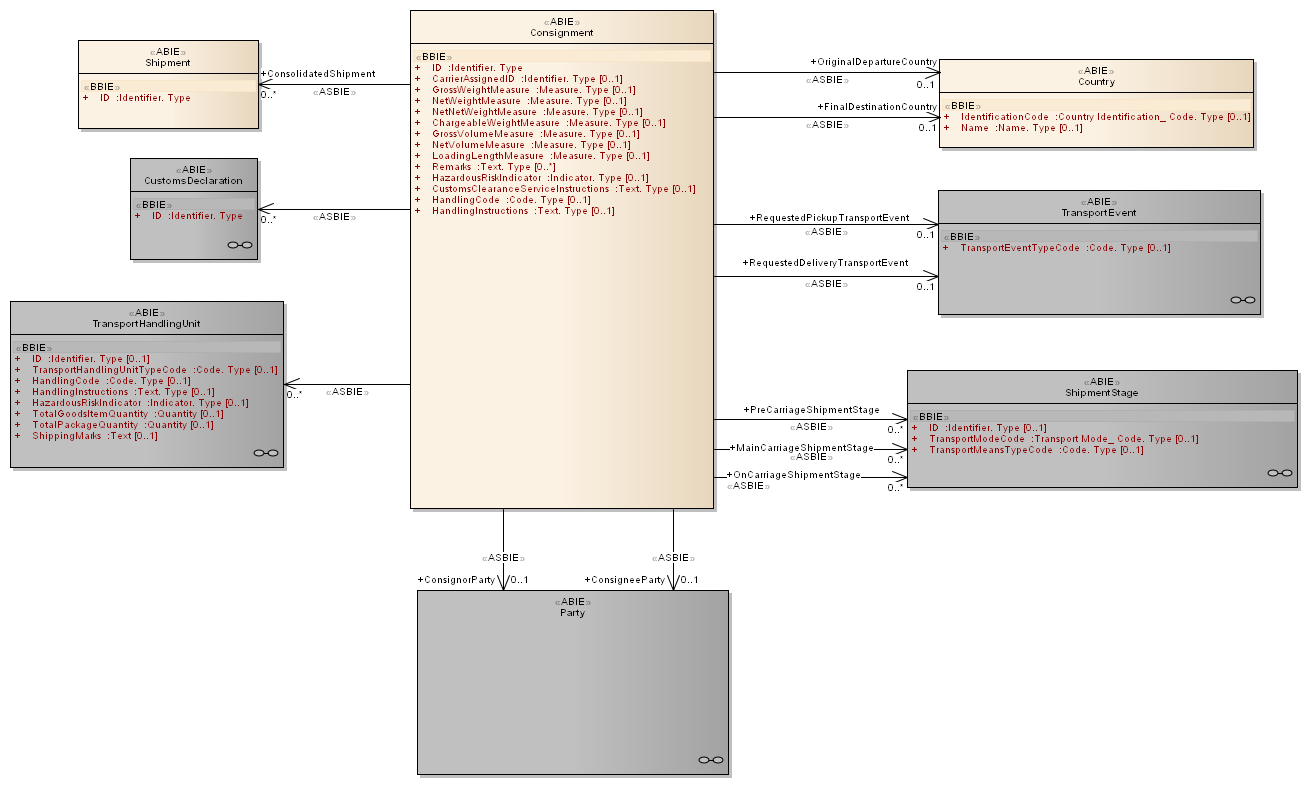 «ABIE»
Consignment
«BBIE»
+ ID :Identifier. Type
+ CarrierAssignedID :Identifier. Type [0..1]
+ GrossWeightMeasure :Measure. Type [0..1]
+ NetWeightMeasure :Measure. Type [0..1]
+ NetNetWeightMeasure :Measure. Type [0..1]
+ ChargeableWeightMeasure :Measure. Type [0..1]
+ GrossVolumeMeasure :Measure. Type [0..1]
+ NetVolumeMeasure :Measure. Type [0..1]
+ LoadingLengthMeasure :Measure. Type [0..1]
+ Remarks :Text. Type [0..*]
+ HazardousRiskIndicator :Indicator. Type [0..1]
+ CustomsClearanceServiceInstructions :Text. Type [0..1]
+ HandlingCode :Code. Type [0..1]
+ HandlingInstructions :Text. Type [0..1]
«ABIE»
Shipment
«BBIE»
+ ID :Identifier. Type
+ConsolidatedShipment
0..*
«ASBIE»
«ABIE»
CustomsDeclaration
«BBIE»
+ ID :Identifier. Type
0..*
«ASBIE»
«ABIE»
TransportHandlingUnit
«BBIE»
+ ID :Identifier. Type [0..1]
+ TransportHandlingUnitTypeCode :Code. Type [0..1]
+ HandlingCode :Code. Type [0..1]
+ HandlingInstructions :Text. Type [0..1]
+ HazardousRiskIndicator :Indicator. Type [0..1]
+ TotalGoodsItemQuantity :Quantity [0..1]
+ TotalPackageQuantity :Quantity [0..1]
+ ShippingMarks :Text [0..1]
0..*
«ASBIE»
+OriginalDepartureCountry
«ASBIE»
0..1
+FinalDestinationCountry
«ASBIE»
0..1
«ABIE»
Country
«BBIE»
+ IdentificationCode :Country Identification_ Code. Type [0..1]
+ Name :Name. Type [0..1]
+RequestedPickupTransportEvent
«ASBIE»
0..1
+RequestedDeliveryTransportEvent
«ASBIE»
0..1
«ABIE»
TransportEvent
«BBIE»
+ TransportEventTypeCode :Code. Type [0..1]
+PreCarriageShipmentStage
«ASBIE»
0..*
+MainCarriageShipmentStage
«ASBIE»
0..*
+OnCarriageShipmentStage
«ASBIE»
0..*
«ABIE»
ShipmentStage
«BBIE»
+ ID :Identifier. Type [0..1]
+ TransportModeCode :Transport Mode_ Code. Type [0..1]
+ TransportMeansTypeCode :Code. Type [0..1]
«ASBIE»
+ConsignorParty
0..1
«ASBIE»
+ConsigneeParty
0..1
«ABIE»
Party